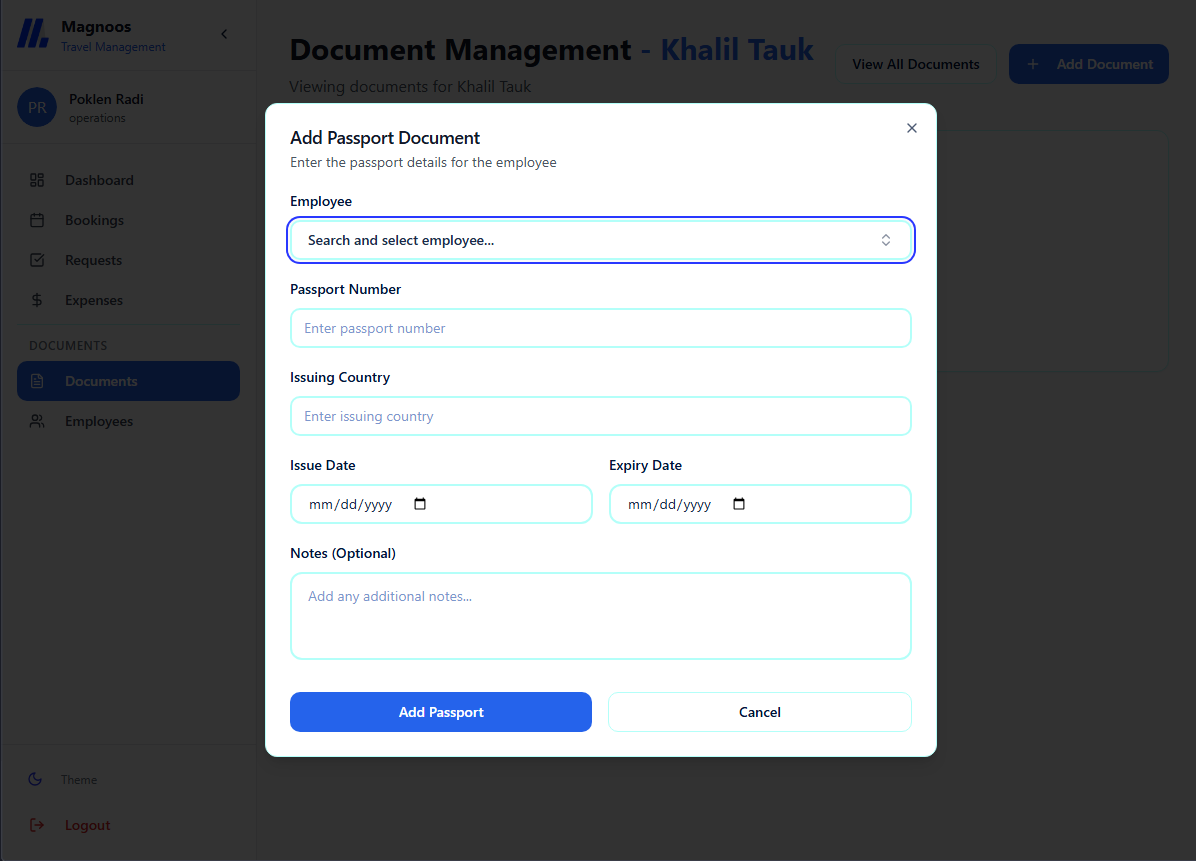 Magnoos
Travel Management
PR
Poklen Radi
operations
Dashboard
Bookings
Requests
Expenses
DOCUMENTS
Documents
Employees
Theme
Logout
Document Management - Khalil Tauk
Viewing documents for Khalil Tauk
View All Documents
+ Add Document
Add Passport Document
Enter the passport details for the employee
Employee
Search and select employee...
Passport Number
Enter passport number
Issuing Country
Enter issuing country
Issue Date Expiry Date
mm/dd/yyyy mm/dd/yyyy
Notes (Optional)
Add any additional notes...
Add Passport Cancel